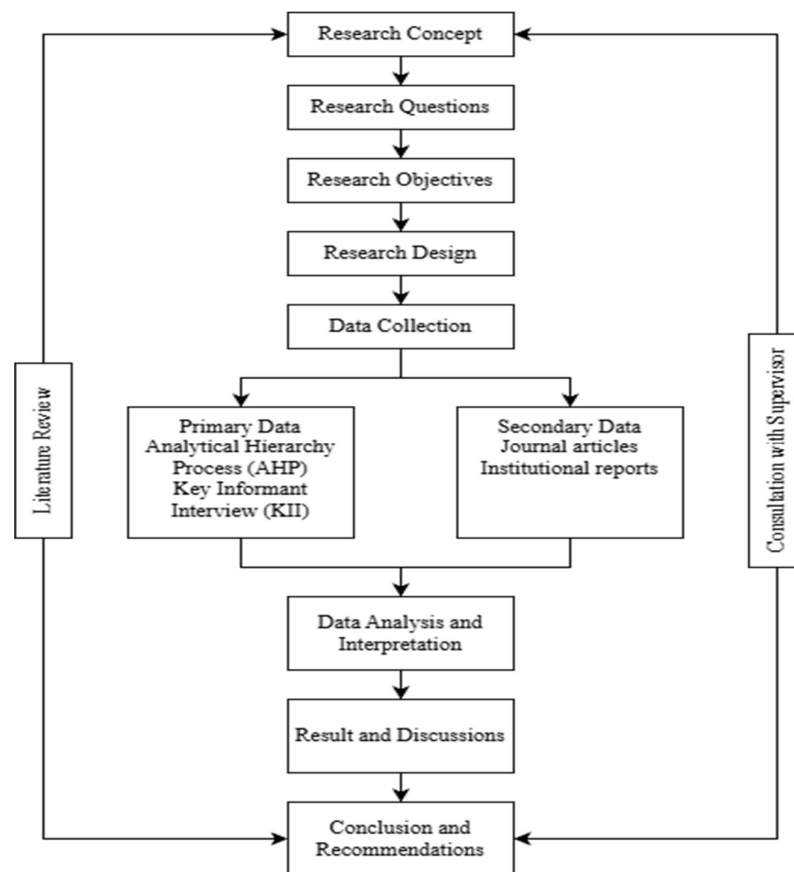 Research Concept
Research Questions
Research Objectives
Research Design
Data Collection
Literature Review
Primary Data
Analytical Hierarchy
Process (AHP)
Key Informant
Interview (KII)
Secondary Data
Journal articles
Institutional reports
Consultation with Supervisor
Data Analysis and
Interpretation
Result and Discussions
Conclusion and
Recommendations